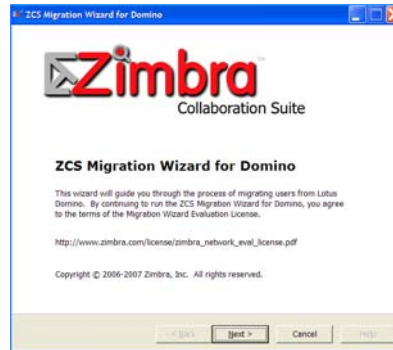 ZCS Migration Wizard for Domino
Zimbra
Collaboration Suite
ZCS Migration Wizard for Domino
This wizard will guide you through the process of migrating users from Lotus
Domino. By continuing to run the ZCS Migration Wizard for Domino, you agree
to the terms of the Migration Wizard Evaluation License.
http://www.zimbra.com/license/zimbra_network_eval_license.pdf
Copyright © 2006-2007 Zimbra, Inc. All rights reserved.
< Back Next > Cancel Help